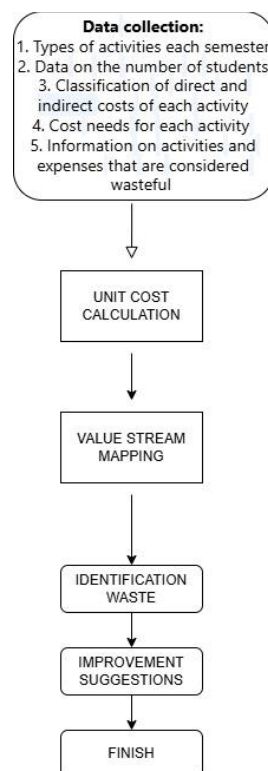 Data collection:
1. Types of activities each semester
2. Data on the number of students
3. Classification of direct and
indirect costs of each activity
4. Cost needs for each activity
5. Information on activities and
expenses that are considered
wasteful
UNIT COST
CALCULATION
VALUE STREAM
MAPPING
IDENTIFICATION
WASTE
IMPROVEMENT
SUGGESTIONS
FINISH